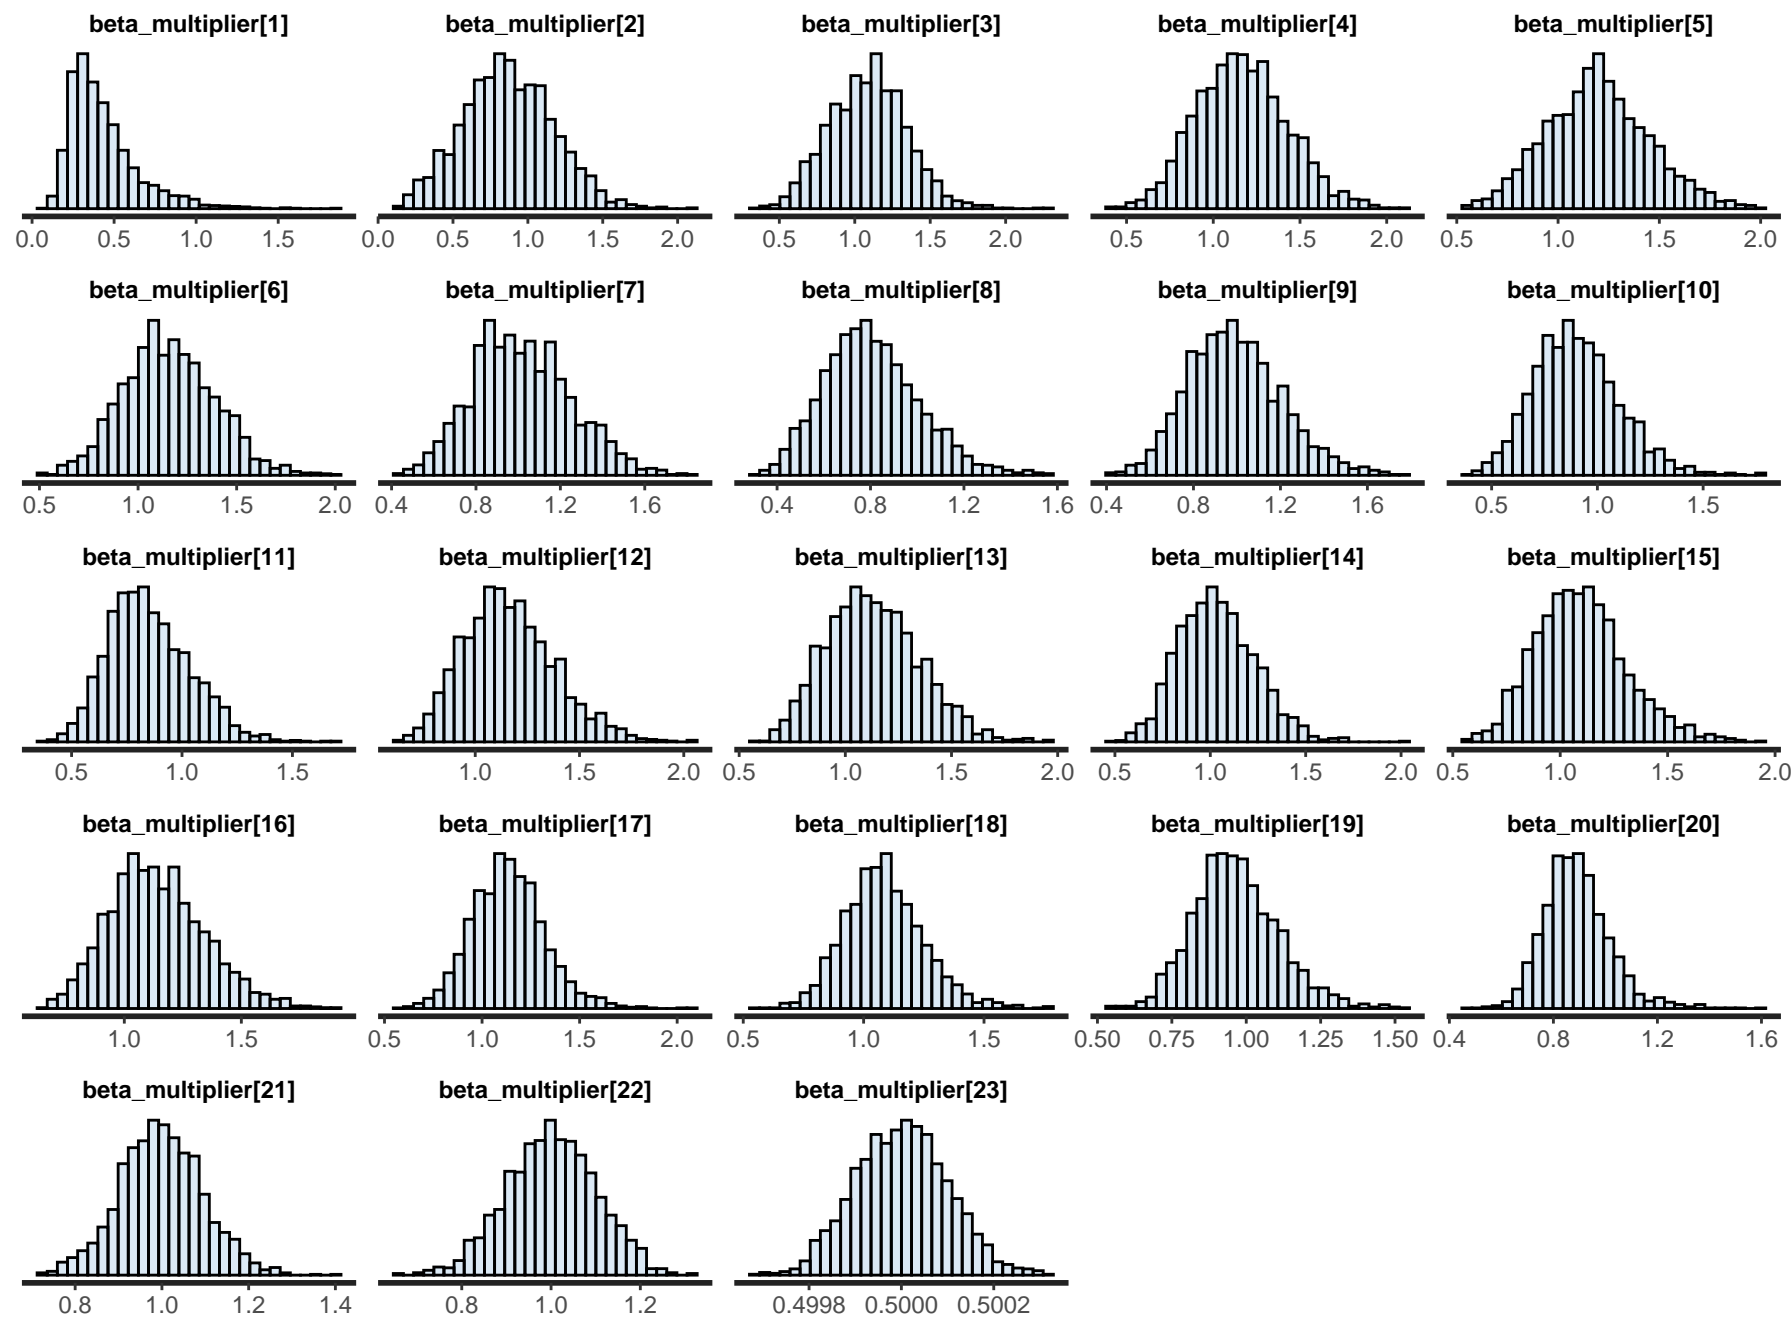 beta_multiplier[1] beta_multiplier[2] beta_multiplier[3] beta_multiplier[4] beta_multiplier[5]
0.0 0.5 1.0 1.5 0.0 0.5 1.0 1.5 2.0 0.5 1.0 1.5 2.0 0.5 1.0 1.5 2.0 0.5 1.0 1.5 2.0
beta_multiplier[6] beta_multiplier[7] beta_multiplier[8] beta_multiplier[9] beta_multiplier[10]
0.5 1.0 1.5 2.0 0.4 0.8 1.2 1.6 0.4 0.8 1.2 1.6 0.4 0.8 1.2 1.6 0.5 1.0 1.5
beta_multiplier[11] beta_multiplier[12] beta_multiplier[13] beta_multiplier[14] beta_multiplier[15]
0.5 1.0 1.5 1.0 1.5 2.0 0.5 1.0 1.5 2.0 0.5 1.0 1.5 2.0 0.5 1.0 1.5 2.0
beta_multiplier[16] beta_multiplier[17] beta_multiplier[18] beta_multiplier[19] beta_multiplier[20]
1.0 1.5 0.5 1.0 1.5 2.0 0.5 1.0 1.5 0.50 0.75 1.00 1.25 1.50 0.4 0.8 1.2 1.6
beta_multiplier[21] beta_multiplier[22] beta_multiplier[23]
0.8 1.0 1.2 1.4 0.8 1.0 1.2 0.4998 0.5000 0.5002